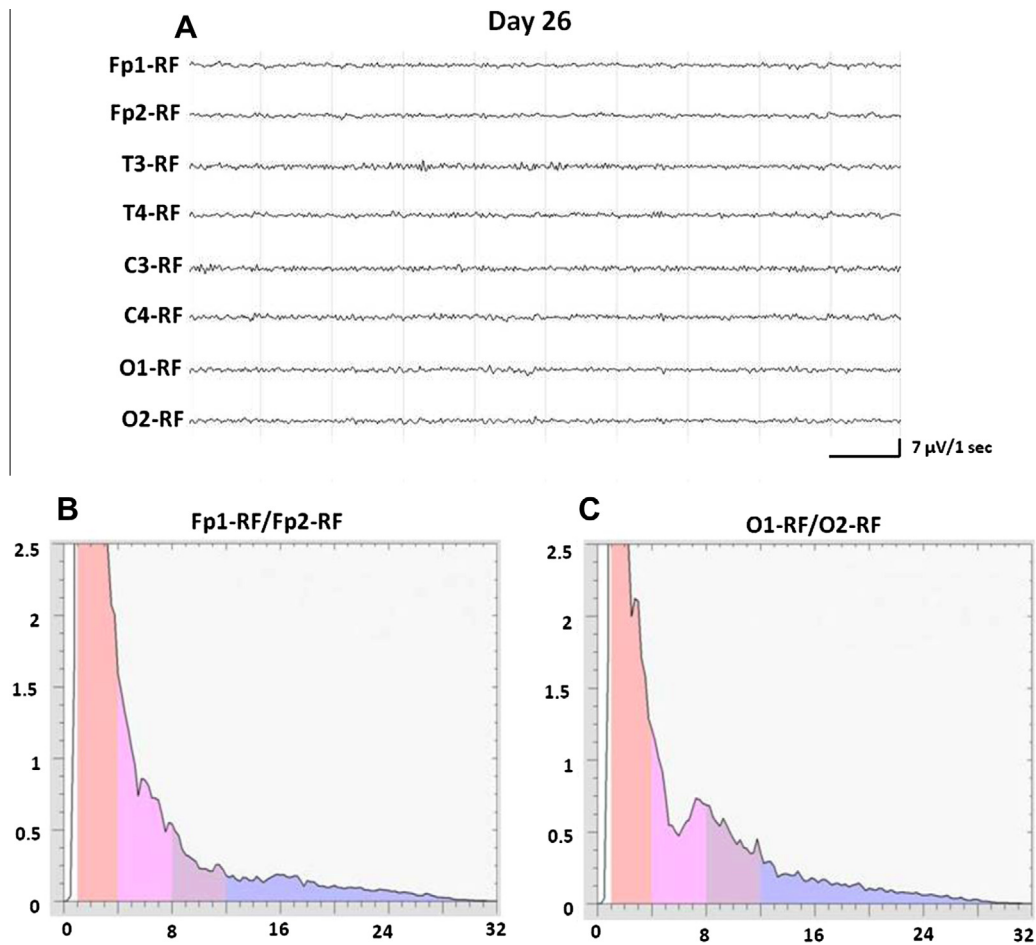 A
Day 26
Fp1-RF
Fp2-RF
T3-RF
T4-RF
C3-RF
C4-RF
O1-RF
O2-RF
7 µV/1 sec
B
Fp1-RF/Fp2-RF
2.5
2
1.5
1
0.5
0
0 8 16 24 32
C
O1-RF/O2-RF
2.5
2
1.5
1
0.5
0
0 8 16 24 32